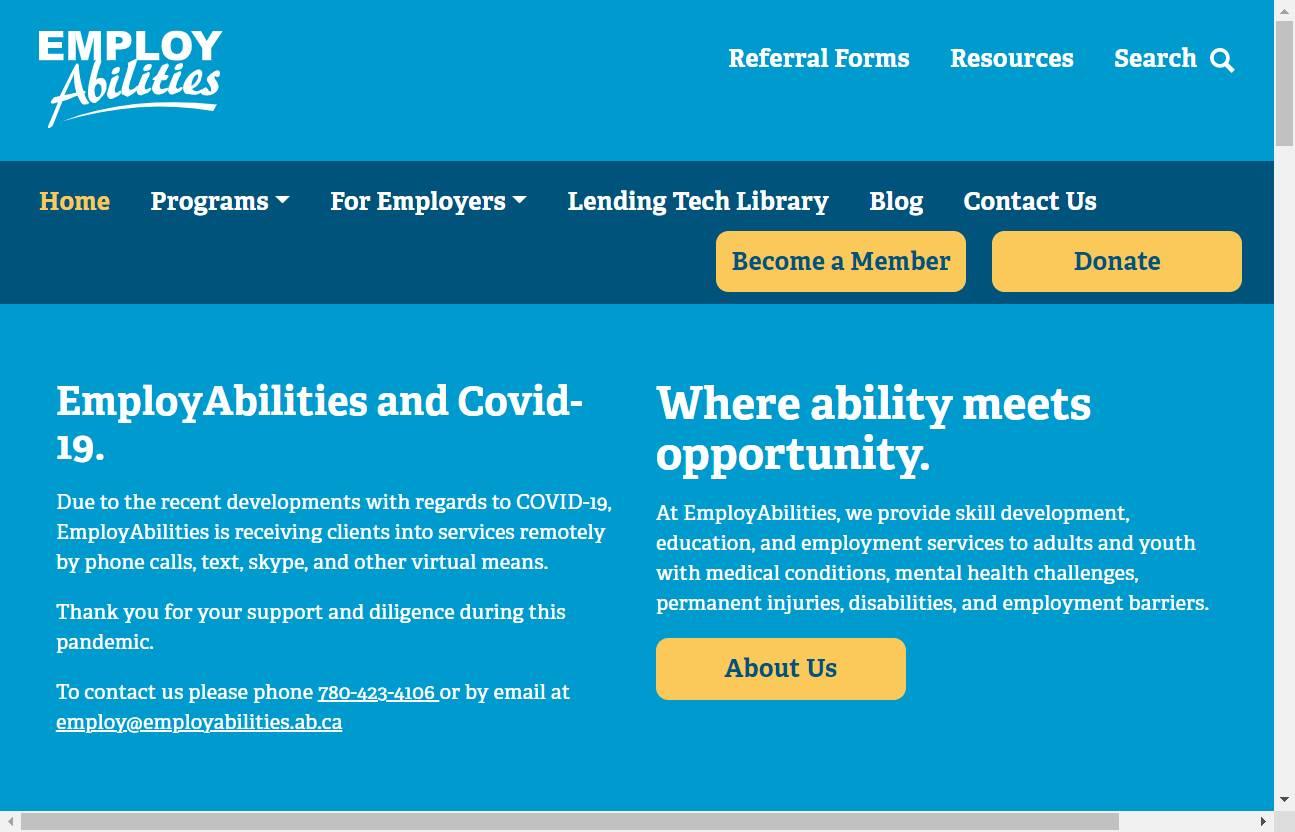 EMPLOY
Abilities
Referral Forms Resources Search
Home Programs For Employers Lending Tech Library Blog Contact Us
Become a Member Donate
EmployAbilities and Covid-
19.
Due to the recent developments with regards to COVID-19,
EmployAbilities is receiving clients into services remotely
by phone calls, text, skype, and other virtual means.
Thank you for your support and diligence during this
pandemic.
To contact us please phone 780-423-4106 or by email at
employ@employabilities.ab.ca
Where ability meets
opportunity.
At EmployAbilities, we provide skill development,
education, and employment services to adults and youth
with medical conditions, mental health challenges,
permanent injuries, disabilities, and employment barriers.
About Us